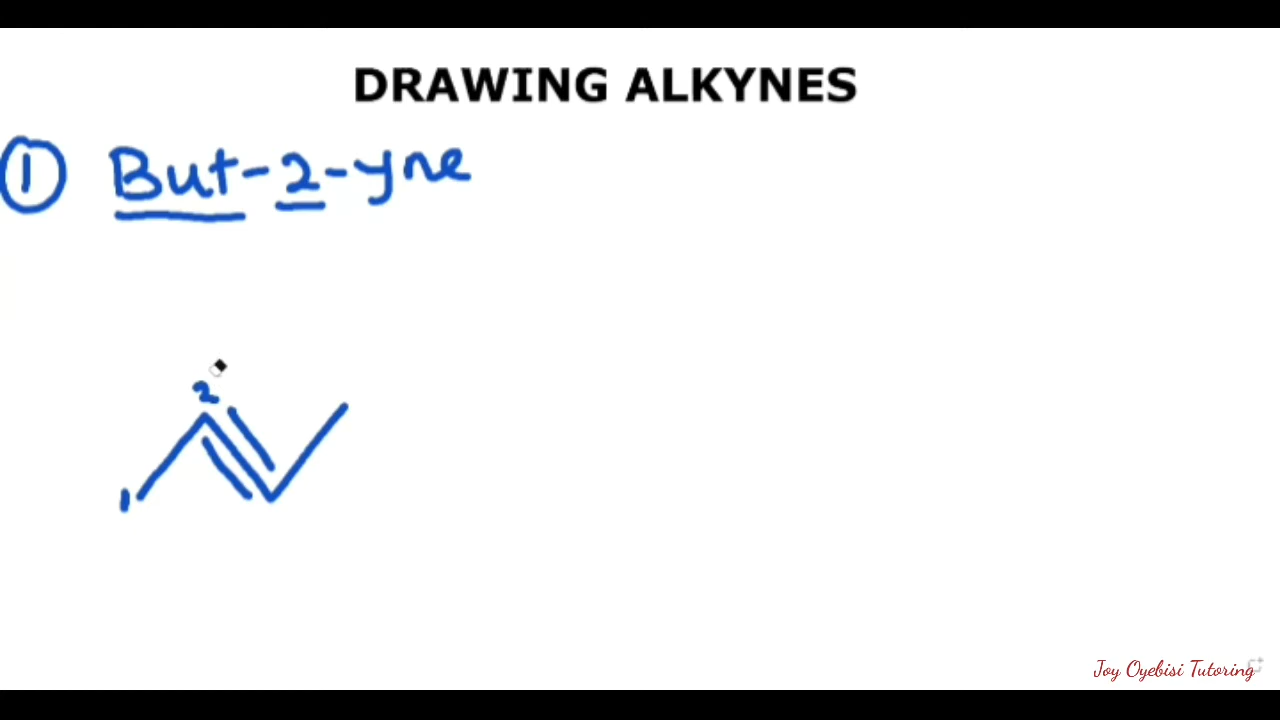 DRAWING ALKYNES
1 But-2-yne
2
1
Joy Oyebisi Tutoring